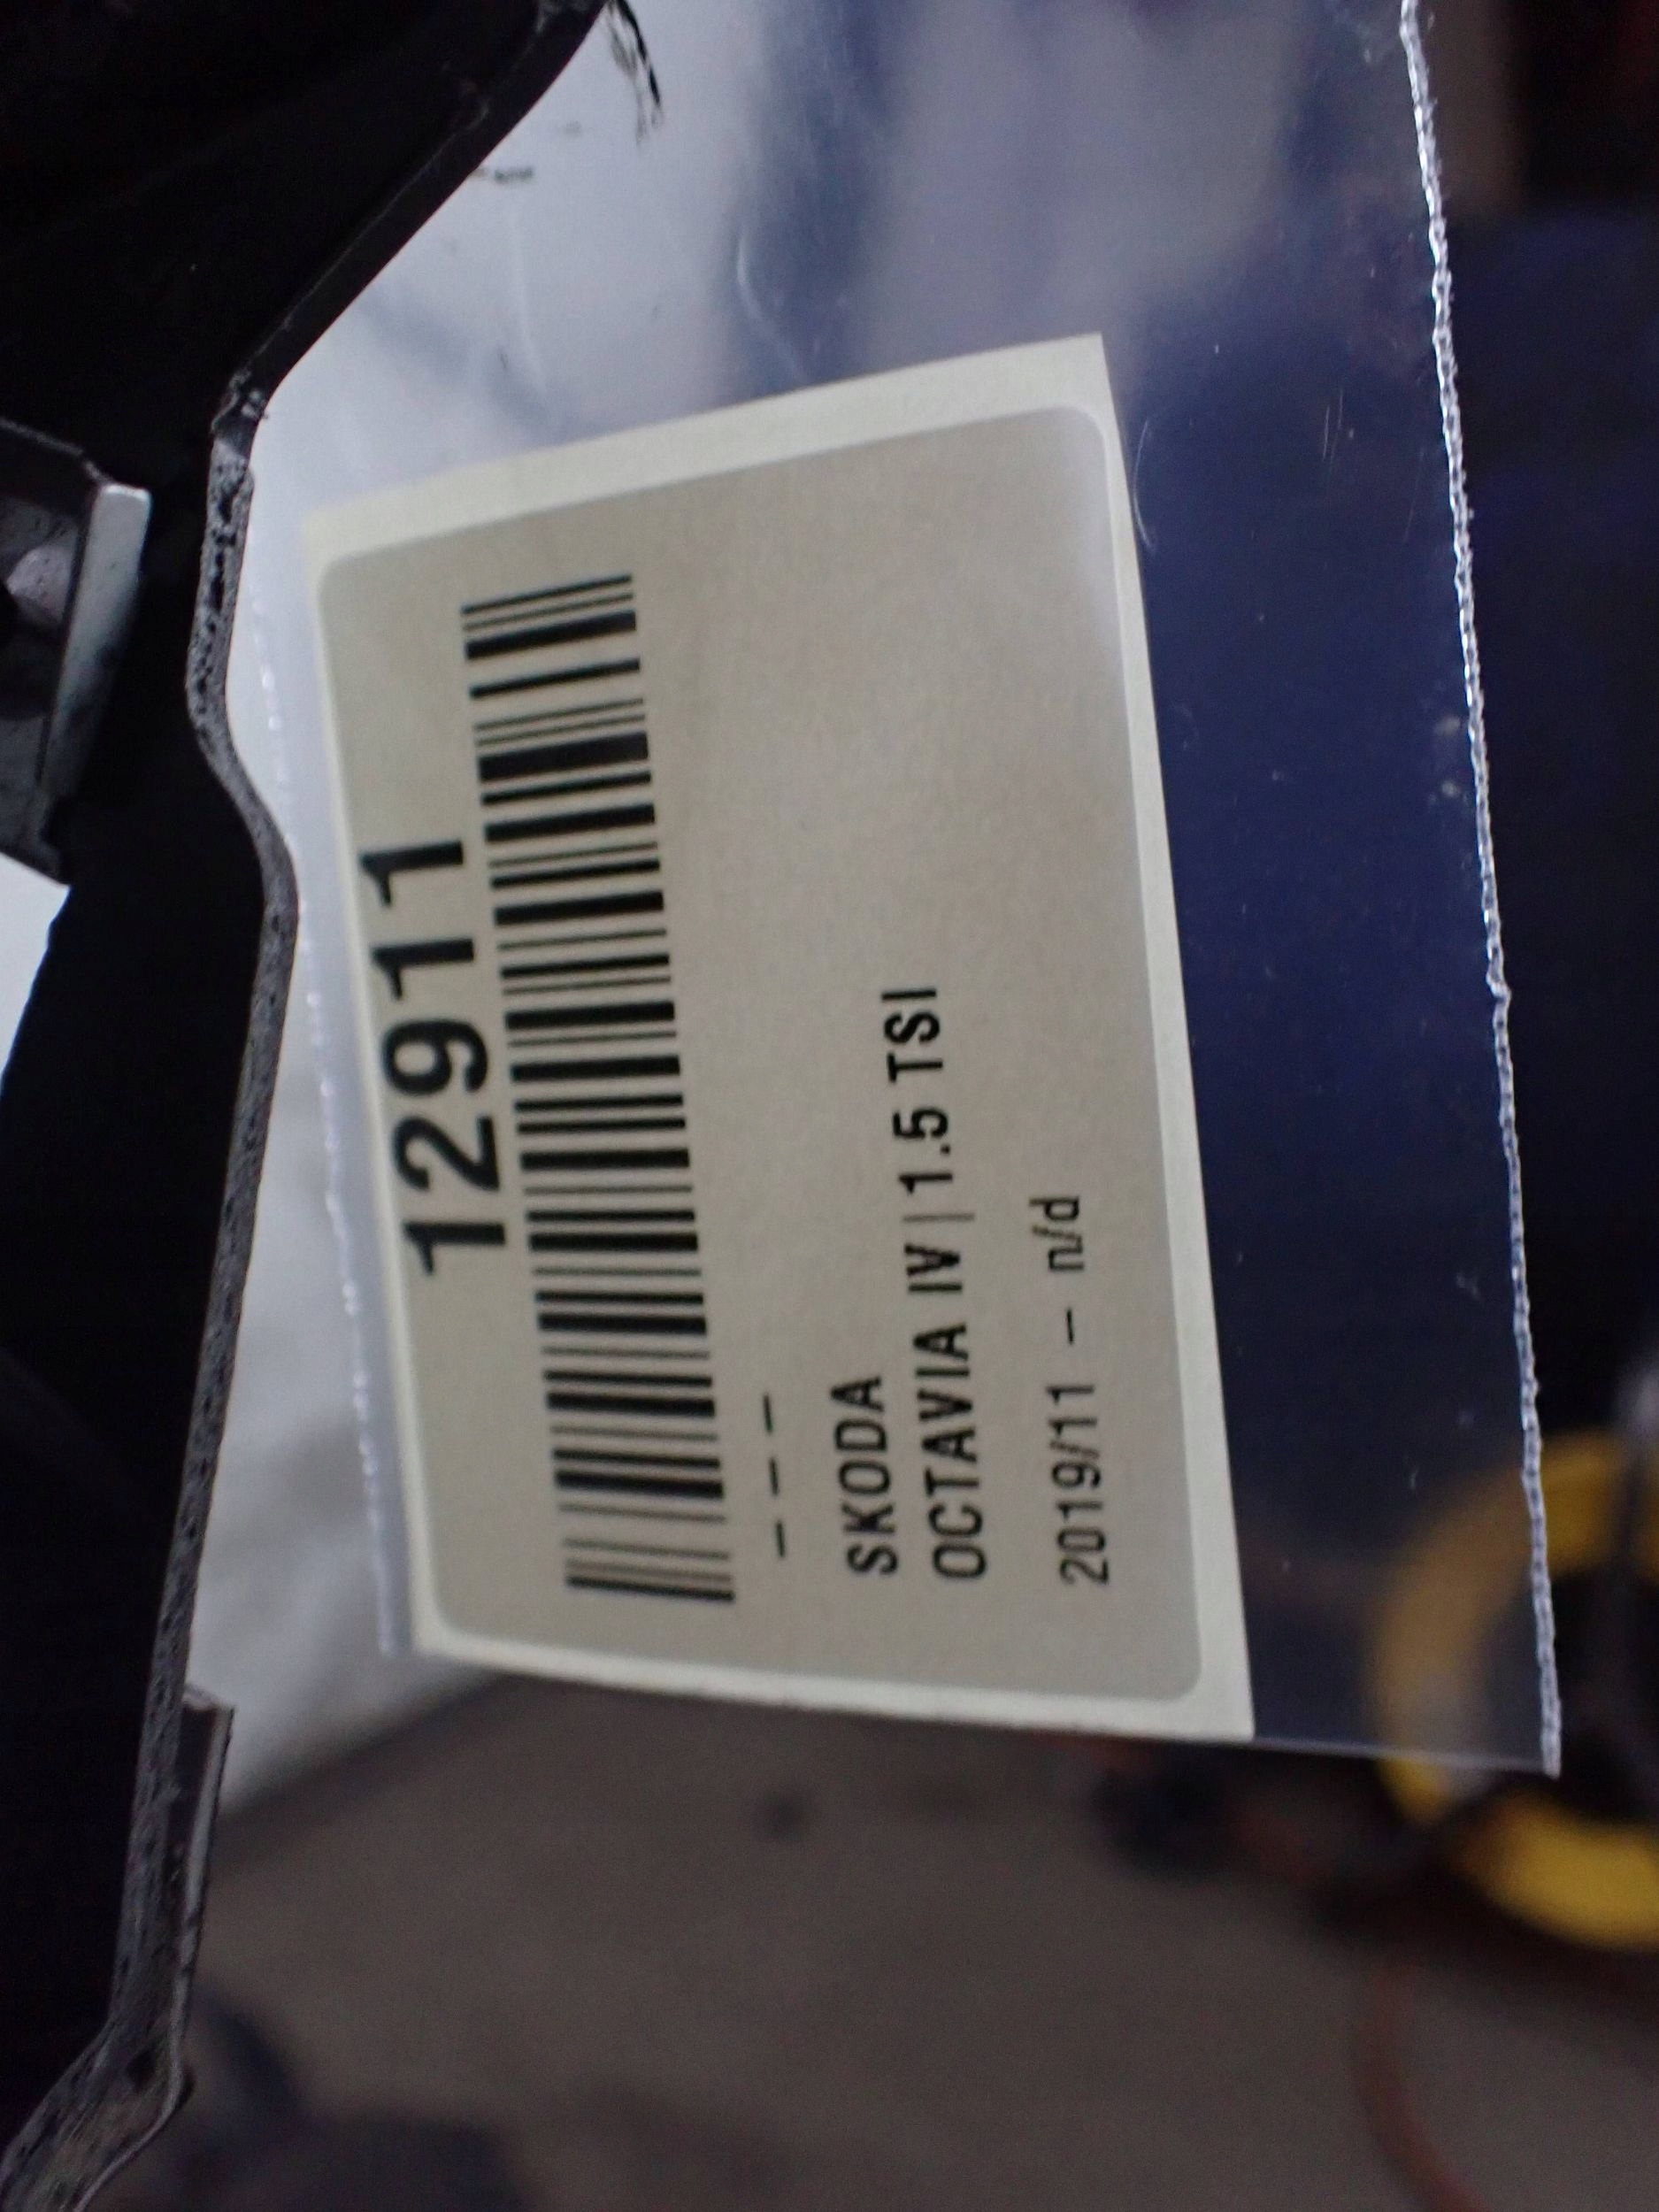 12911
– – –
SKODA
OCTAVIA IV | 1.5 TSI
2019/11 – n/d